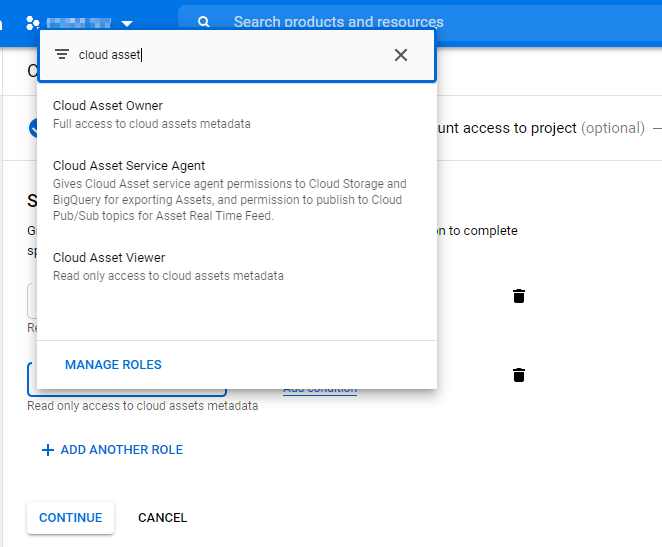 Search products and resources
cloud asset
C
Cloud Asset Owner
Full access to cloud assets metadata
unt access to project (optional)
Cloud Asset Service Agent
Gives Cloud Asset service agent permissions to Cloud Storage and
BigQuery for exporting Assets, and permission to publish to Cloud
Pub/Sub topics for Asset Real Time Feed.
S
G
n to complete
sp
Cloud Asset Viewer
Read only access to cloud assets metadata
Re
MANAGE ROLES
Add condition
Read only access to cloud assets metadata
+ ADD ANOTHER ROLE
CONTINUE CANCEL